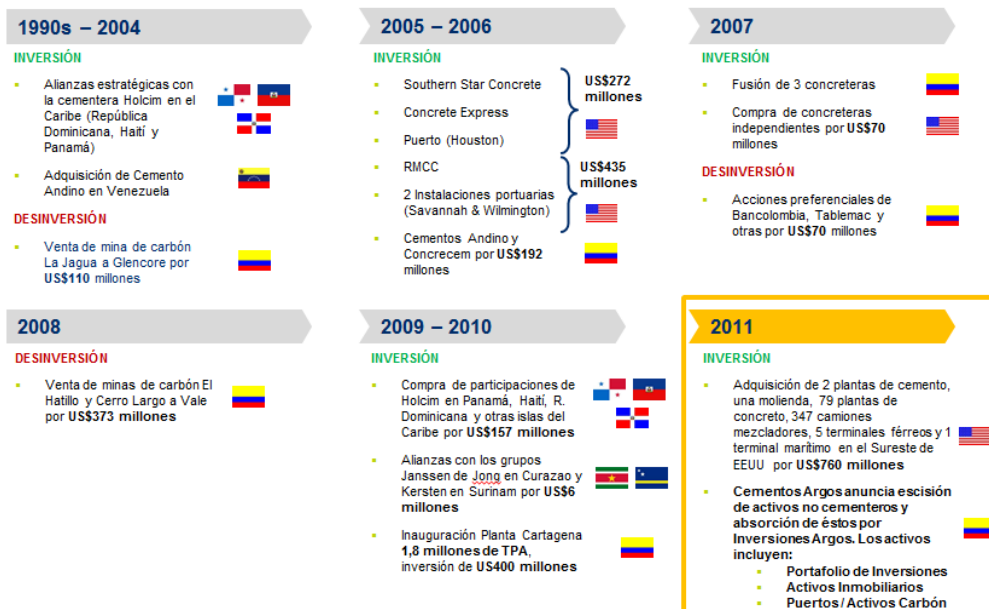 1990s – 2004
INVERSIÓN
Alianzas estratégicas con
la cementera Holcim en el
Caribe (República
Dominicana, Haití y
Panamá)
Adquisición de Cemento
Andino en Venezuela
DESINVERSIÓN
Venta de mina de carbón
La Jagua a Glencore por
US$110 millones
2005 – 2006
INVERSIÓN
Southern Star Concrete
Concrete Express
Puerto (Houston)
US$272
millones
RMCC
2 Instalaciones portuarias
(Savannah & Wilmington)
US$435
millones
Cementos Andino y
Concrecem por US$192
millones
2007
INVERSIÓN
Fusión de 3 concreteras
Compra de concreteras
independientes por US$70
millones
DESINVERSIÓN
Acciones preferenciales de
Bancolombia, Tablemac y
otras por US$70 millones
2008
DESINVERSIÓN
Venta de minas de carbón El
Hatillo y Cerro Largo a Vale
por US$373 millones
2009 – 2010
INVERSIÓN
Compra de participaciones de
Holcim en Panamá, Haití, R.
Dominicana y otras islas del
Caribe por US$157 millones
Alianzas con los grupos
Janssen de Jong en Curazao y
Kersten en Surinam por US$6
millones
Inauguración Planta Cartagena
1,8 millones de TPA,
inversión de US400 millones
2011
INVERSIÓN
Adquisición de 2 plantas de cemento,
una molienda, 79 plantas de
concreto, 347 camiones
mezcladores, 5 terminales férreos y 1
terminal marítimo en el Sureste de
EEUU por US$760 millones
Cementos Argos anuncia escisión
de activos no cementeros y
absorción de éstos por
Inversiones Argos. Los activos
incluyen:
Portafolio de Inversiones
Activos Inmobiliarios
Puertos / Activos Carbón